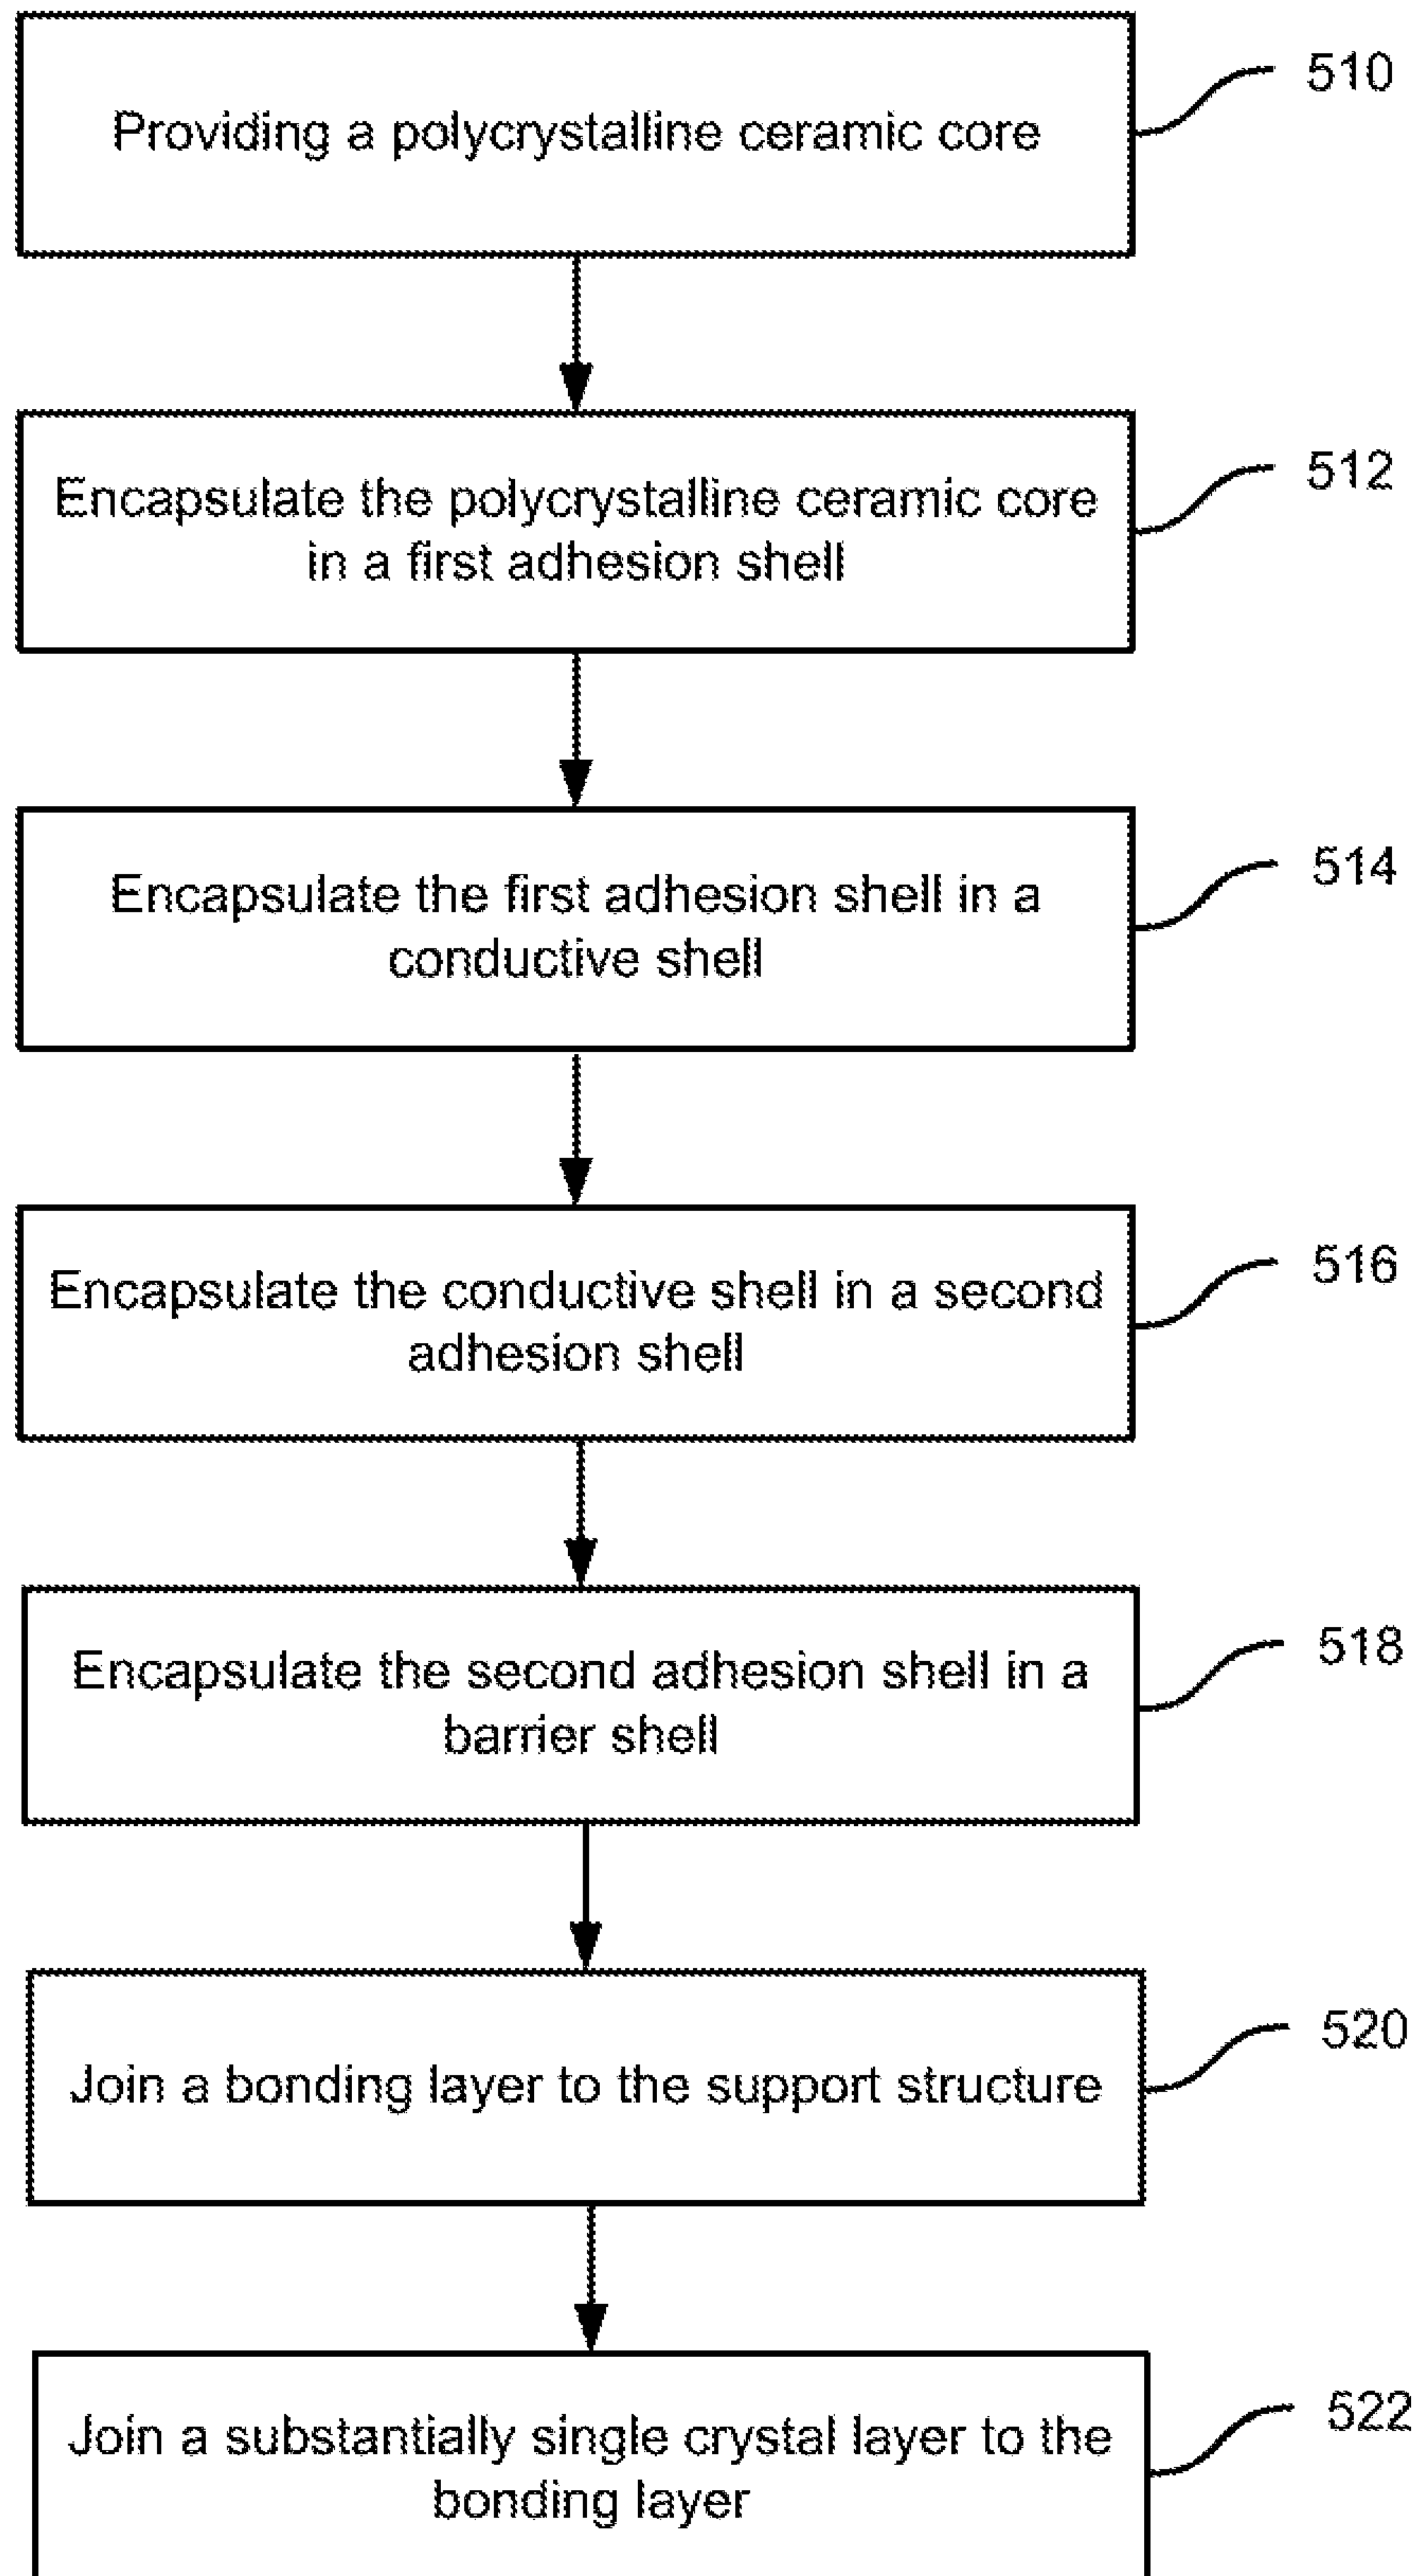 Providing a polycrystalline ceramic core
510
Encapsulate the polycrystalline ceramic core
in a first adhesion shell
512
Encapsulate the first adhesion shell in a
conductive shell
514
Encapsulate the conductive shell in a second
adhesion shell
516
Encapsulate the second adhesion shell in a
barrier shell
518
Join a bonding layer to the support structure
520
Join a substantially single crystal layer to the
bonding layer
522